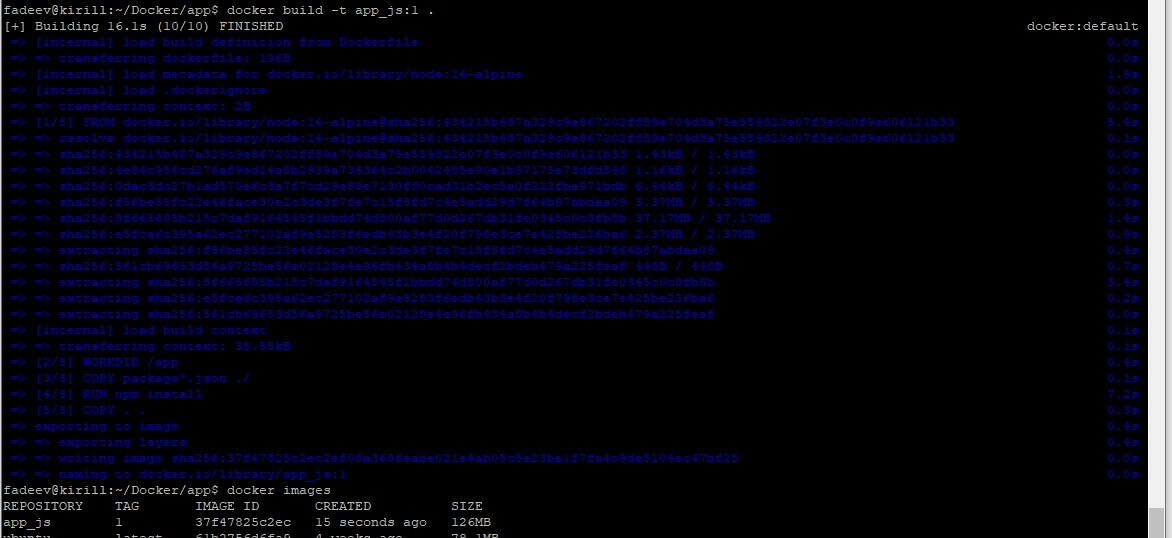 fadeev@kirill:~/Docker/app$ docker build -t app_js:1 .
[+] Building 16.1s (10/10) FINISHED docker:default
=> [internal] load build definition from Dockerfile 0.0s
=> => transferring dockerfile: 196B 0.0s
=> [internal] load metadata for docker.io/library/node:14-alpine 1.9s
=> [internal] load .dockerignore 0.0s
=> => transferring context: 2B 0.0s
=> [1/5] FROM docker.io/library/node:14-alpine@sha256:434215b487a329c9e867202ff89e704d3a75e554822e07f3e0c0f9e606121b33 5.4s
=> => resolve docker.io/library/node:14-alpine@sha256:434215b487a329c9e867202ff89e704d3a75e554822e07f3e0c0f9e606121b33 0.1s
=> => sha256:434215b487a329c9e867202ff89e704d3a75e554822e07f3e0c0f9e606121b33 1.43kB / 1.43kB 0.0s
=> => sha256:4e84c956cd276af9ed14a8b2939a734364c2b0042485e90e1b97175e73dfd548 1.16kB / 1.16kB 0.0s
=> => sha256:0dac3dc27b1ad570e6c3a7f7cd29e88e7130ff0cad31b2ec5a0f222fbe971bdb 6.44kB / 6.44kB 0.0s
=> => sha256:f56be85fc22e46face30e2c3de3f7fe7c15f8fd7c4e5add29d7f64b87abdaa09 3.37MB / 3.37MB 0.3s
=> => sha256:8f665685b215c7daf9164545f1bbdd74d800af77d0d267db31fe0345c0c8fb8b 37.17MB / 37.17MB 1.4s
=> => sha256:e5fca6c395a62ec277102af9e5283f6edb43b3e4f20f798e3ce7e425be226ba6 2.37MB / 2.37MB 0.9s
=> => extracting sha256:f56be85fc22e46face30e2c3de3f7fe7c15f8fd7c4e5add29d7f64b87abdaa09 0.4s
=> => sha256:561cb69653d56a9725be56e02128e4e96fb434a8b4b4decf2bdeb479a225feaf 448B / 448B 0.7s
=> => extracting sha256:8f665685b215c7daf9164545f1bbdd74d800af77d0d267db31fe0345c0c8fb8b 3.4s
=> => extracting sha256:e5fca6c395a62ec277102af9e5283f6edb43b3e4f20f798e3ce7e425be226ba6 0.2s
=> => extracting sha256:561cb69653d56a9725be56e02128e4e96fb434a8b4b4decf2bdeb479a225feaf 0.0s
=> [internal] load build context 0.1s
=> => transferring context: 35.55kB 0.1s
=> [2/5] WORKDIR /app 0.4s
=> [3/5] COPY package*.json ./ 0.1s
=> [4/5] RUN npm install 7.2s
=> [5/5] COPY . . 0.3s
=> exporting to image 0.4s
=> => exporting layers 0.4s
=> => writing image sha256:37f47825c2ec2ef08a368feabe021e4ab05c5e23be1f7fa4c9de5104ec47bf25 0.0s
=> => naming to docker.io/library/app_js:1 0.0s
fadeev@kirill:~/Docker/app$ docker images
REPOSITORY TAG IMAGE ID CREATED SIZE
app_js 1 37f47825c2ec 15 seconds ago 126MB
ubuntu latest 61b2756d6fa9 4 weeks ago 78.1MB